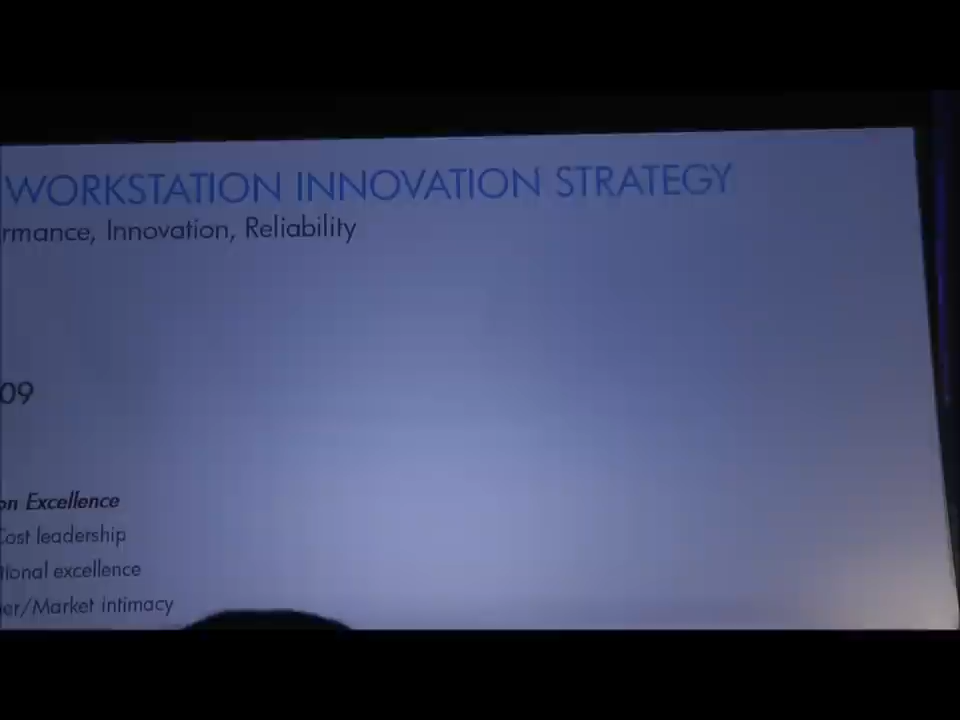 WORKSTATION INNOVATION STRATEGY
rmance, Innovation, Reliability
09
on Excellence
Cost leadership
tional excellence
er/Market intimacy